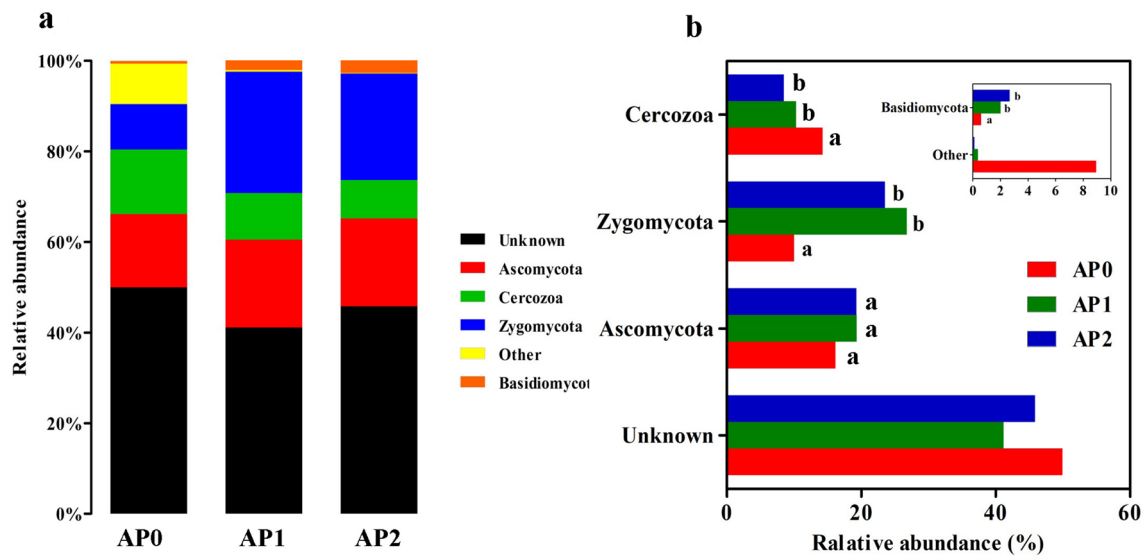 a
100%
80%
60%
40%
20%
0%
Relative abundance
AP0 AP1 AP2
Unknown
Ascomycota
Cercozoa
Zygomycota
Other
Basidiomycot
b
Cercozoa
b
b
a
Zygomycota
b
b
a
Ascomycota
a
a
a
Unknown
0 20 40 60
Ralative abundance (%)
Basidiomycota
b
b
a
Other
0 2 4 6 8 10
AP0
AP1
AP2